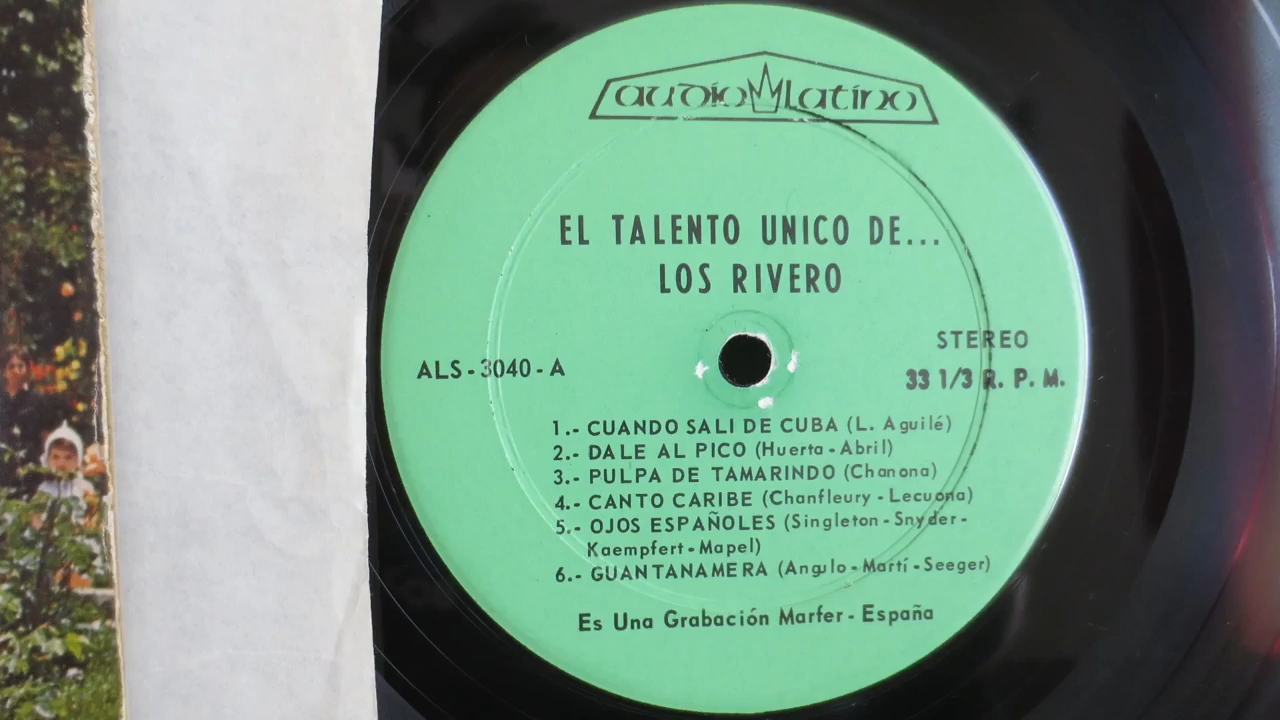 audio latino
EL TALENTO UNICO DE...
LOS RIVERO
STEREO
ALS - 3040 - A
33 1/3 R. P. M.
1.- CUANDO SALI DE CUBA (L. Aguilé)
2.- DALE AL PICO (Huerta - Abril)
3.- PULPA DE TAMARINDO (Chanona)
4.- CANTO CARIBE (Chanfleury - Lecuona)
5.- OJOS ESPAÑOLES (Singleton - Snyder -
Kaempfert - Mapel)
6.- GUANTANAMERA (Angulo - Martí - Seeger)
Es Una Grabación Marfer - España